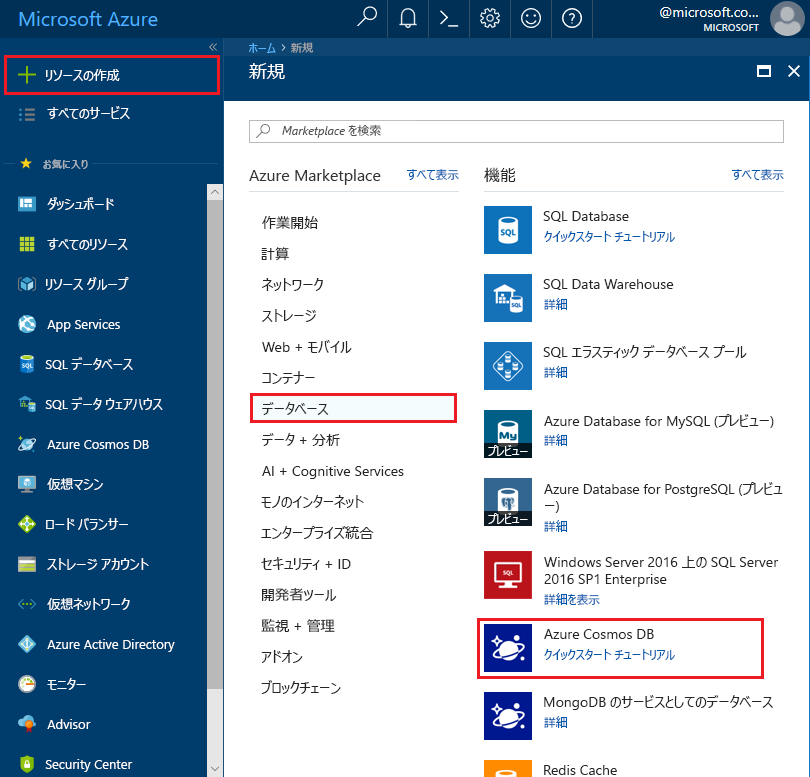 Microsoft Azure
@microsoft.co...
MICROSOFT
ホーム > 新規
新規
リソースの作成
すべてのサービス
お気に入り
ダッシュボード
すべてのリソース
リソース グループ
App Services
SQL データベース
SQL データ ウェアハウス
Azure Cosmos DB
仮想マシン
ロード バランサー
ストレージ アカウント
仮想ネットワーク
Azure Active Directory
モニター
Advisor
Security Center
Marketplace を検索
Azure Marketplace すべて表示
作業開始
計算
ネットワーク
ストレージ
Web + モバイル
コンテナー
データベース
データ + 分析
AI + Cognitive Services
モノのインターネット
エンタープライズ統合
セキュリティ + ID
開発者ツール
監視 + 管理
アドオン
ブロックチェーン
機能 すべて表示
SQL
SQL Database
クイックスタート チュートリアル
SQL Data Warehouse
詳細
SQL エラスティック データベース プール
詳細
My
プレビュー
Azure Database for MySQL (プレビュー)
詳細
プレビュー
Azure Database for PostgreSQL (プレビュ
ー)
詳細
SQL
Windows Server 2016 上の SQL Server
2016 SP1 Enterprise
詳細を表示
Azure Cosmos DB
クイックスタート チュートリアル
MongoDB のサービスとしてのデータベース
詳細
Redis Cache